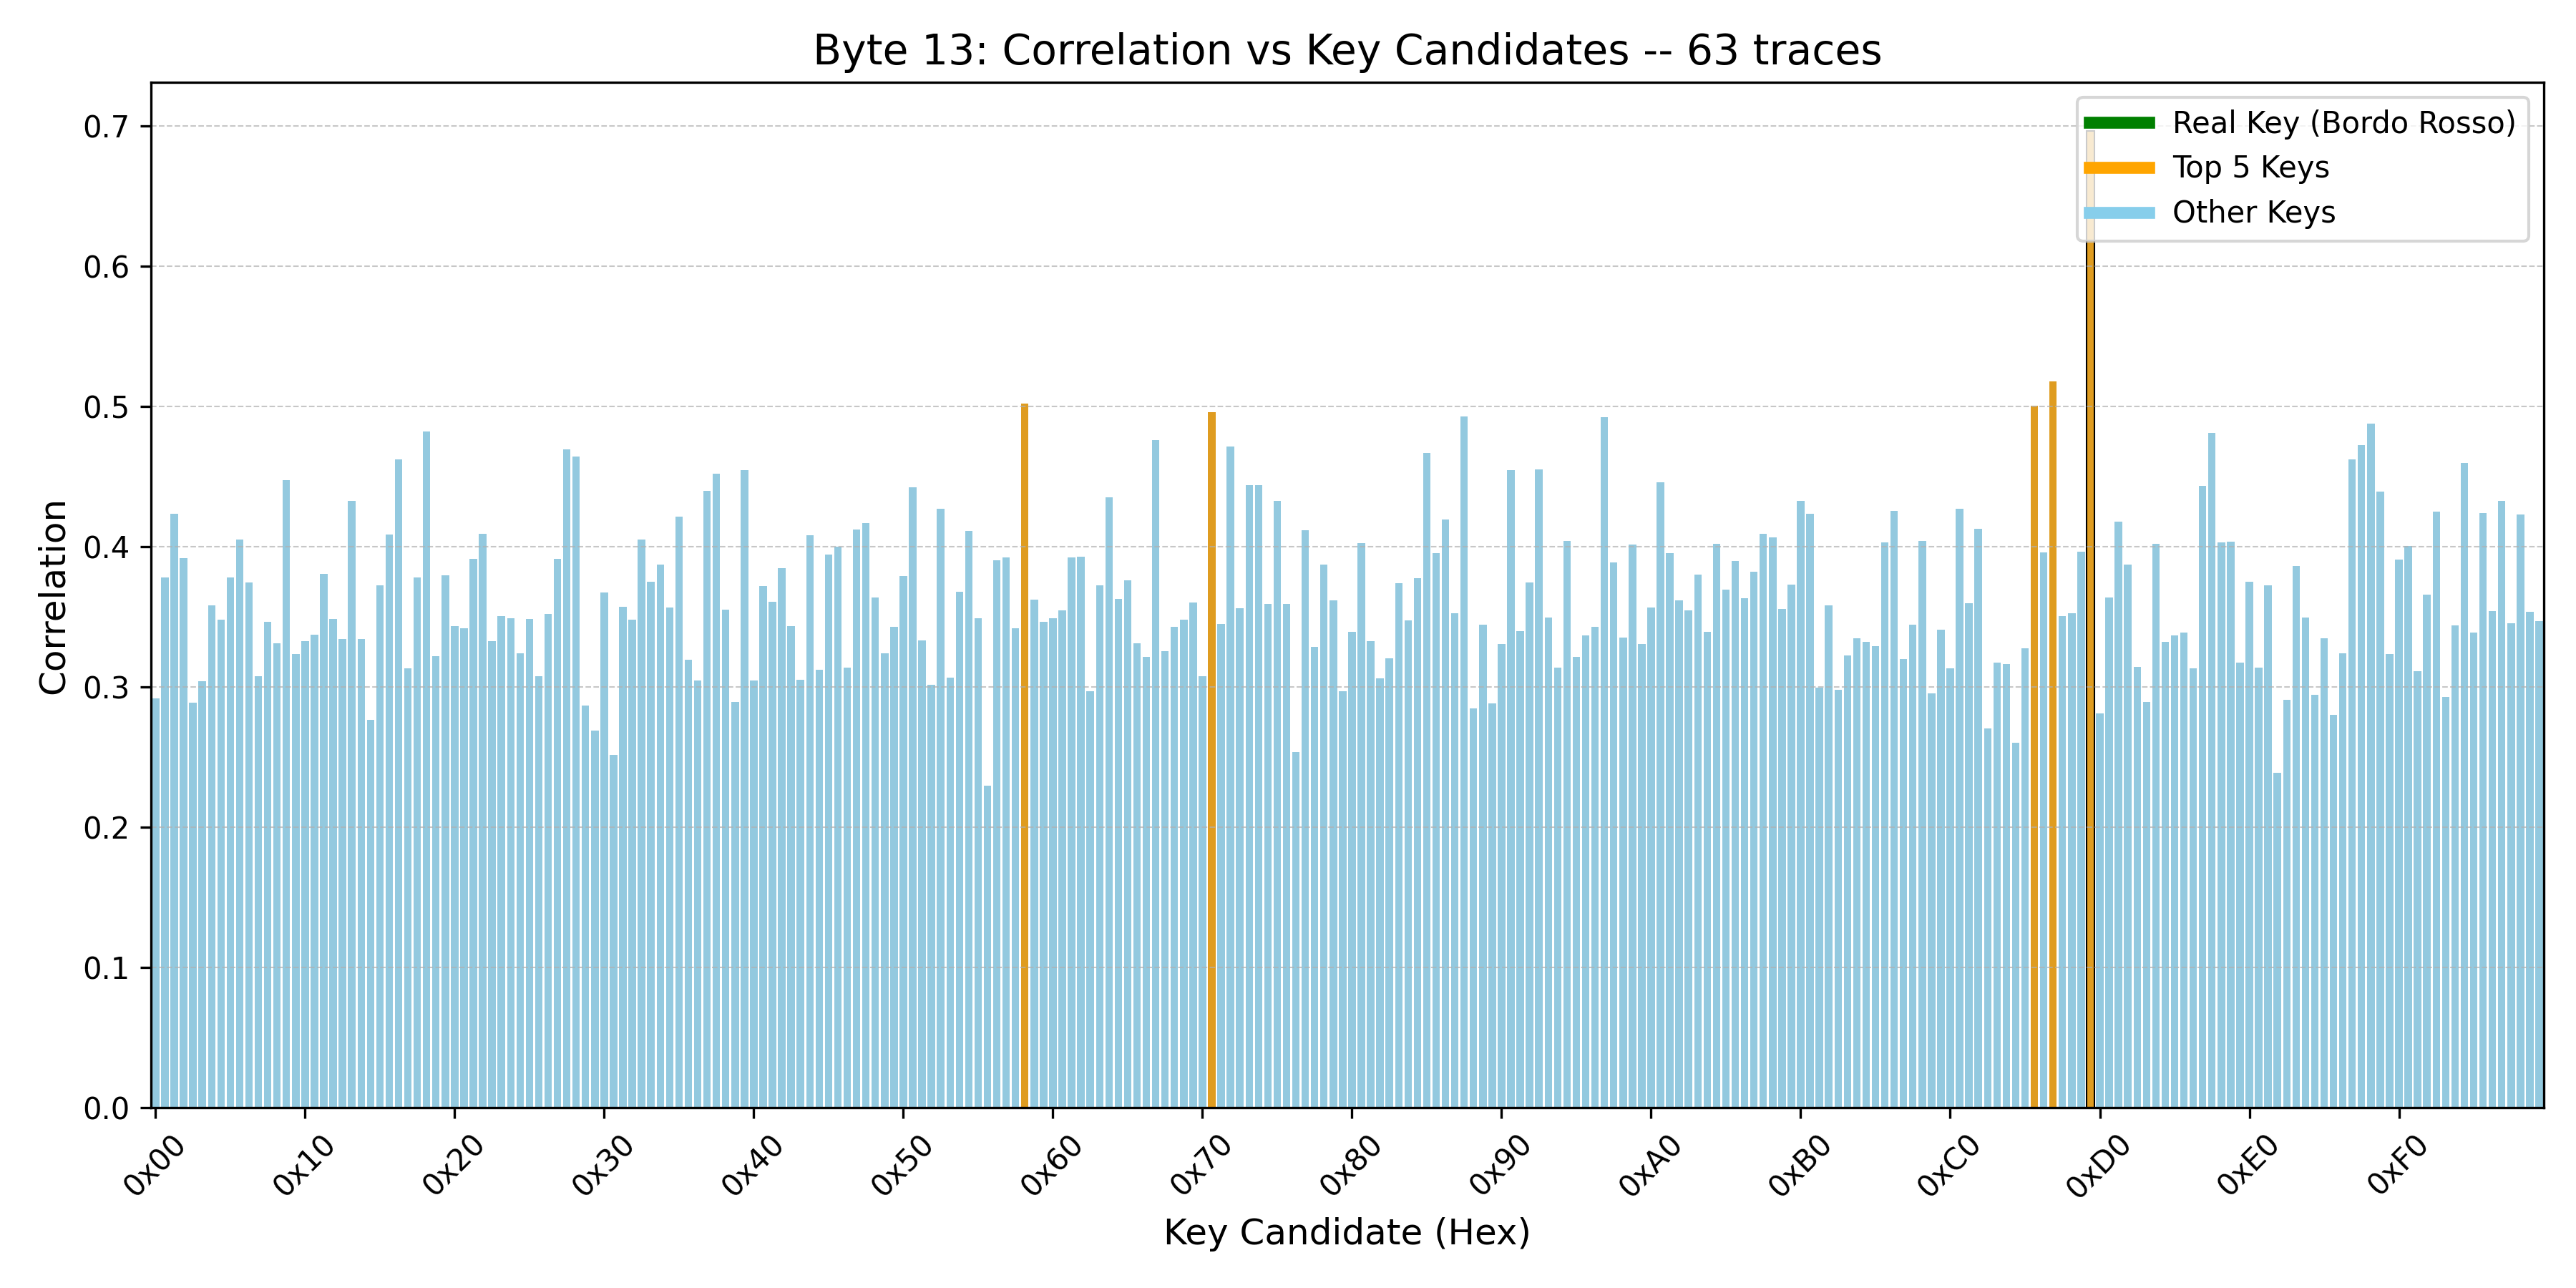 Byte 13: Correlation vs Key Candidates -- 63 traces
Real Key (Bordo Rosso)
Top 5 Keys
Other Keys
Correlation
0.7
0.6
0.5
0.4
0.3
0.2
0.1
0.0
0x00 0x10 0x20 0x30 0x40 0x50 0x60 0x70 0x80 0x90 0xA0 0xB0 0xC0 0xD0 0xE0 0xF0
Key Candidate (Hex)